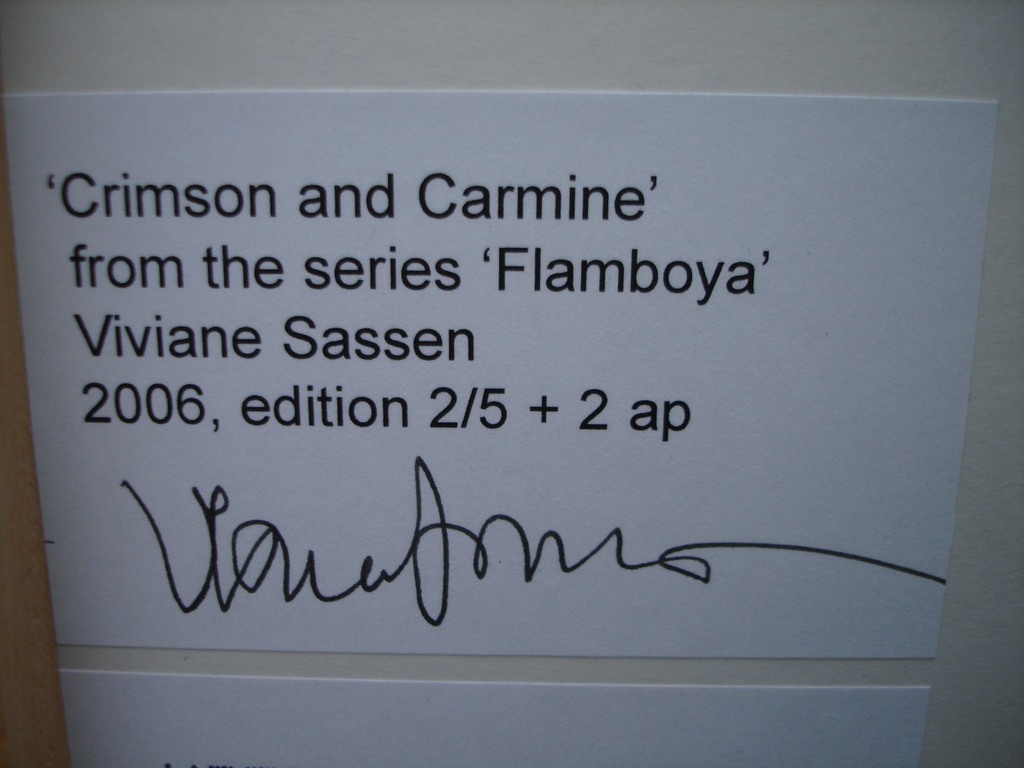 ‘Crimson and Carmine’
from the series ‘Flamboya’
Viviane Sassen
2006, edition 2/5 + 2 ap